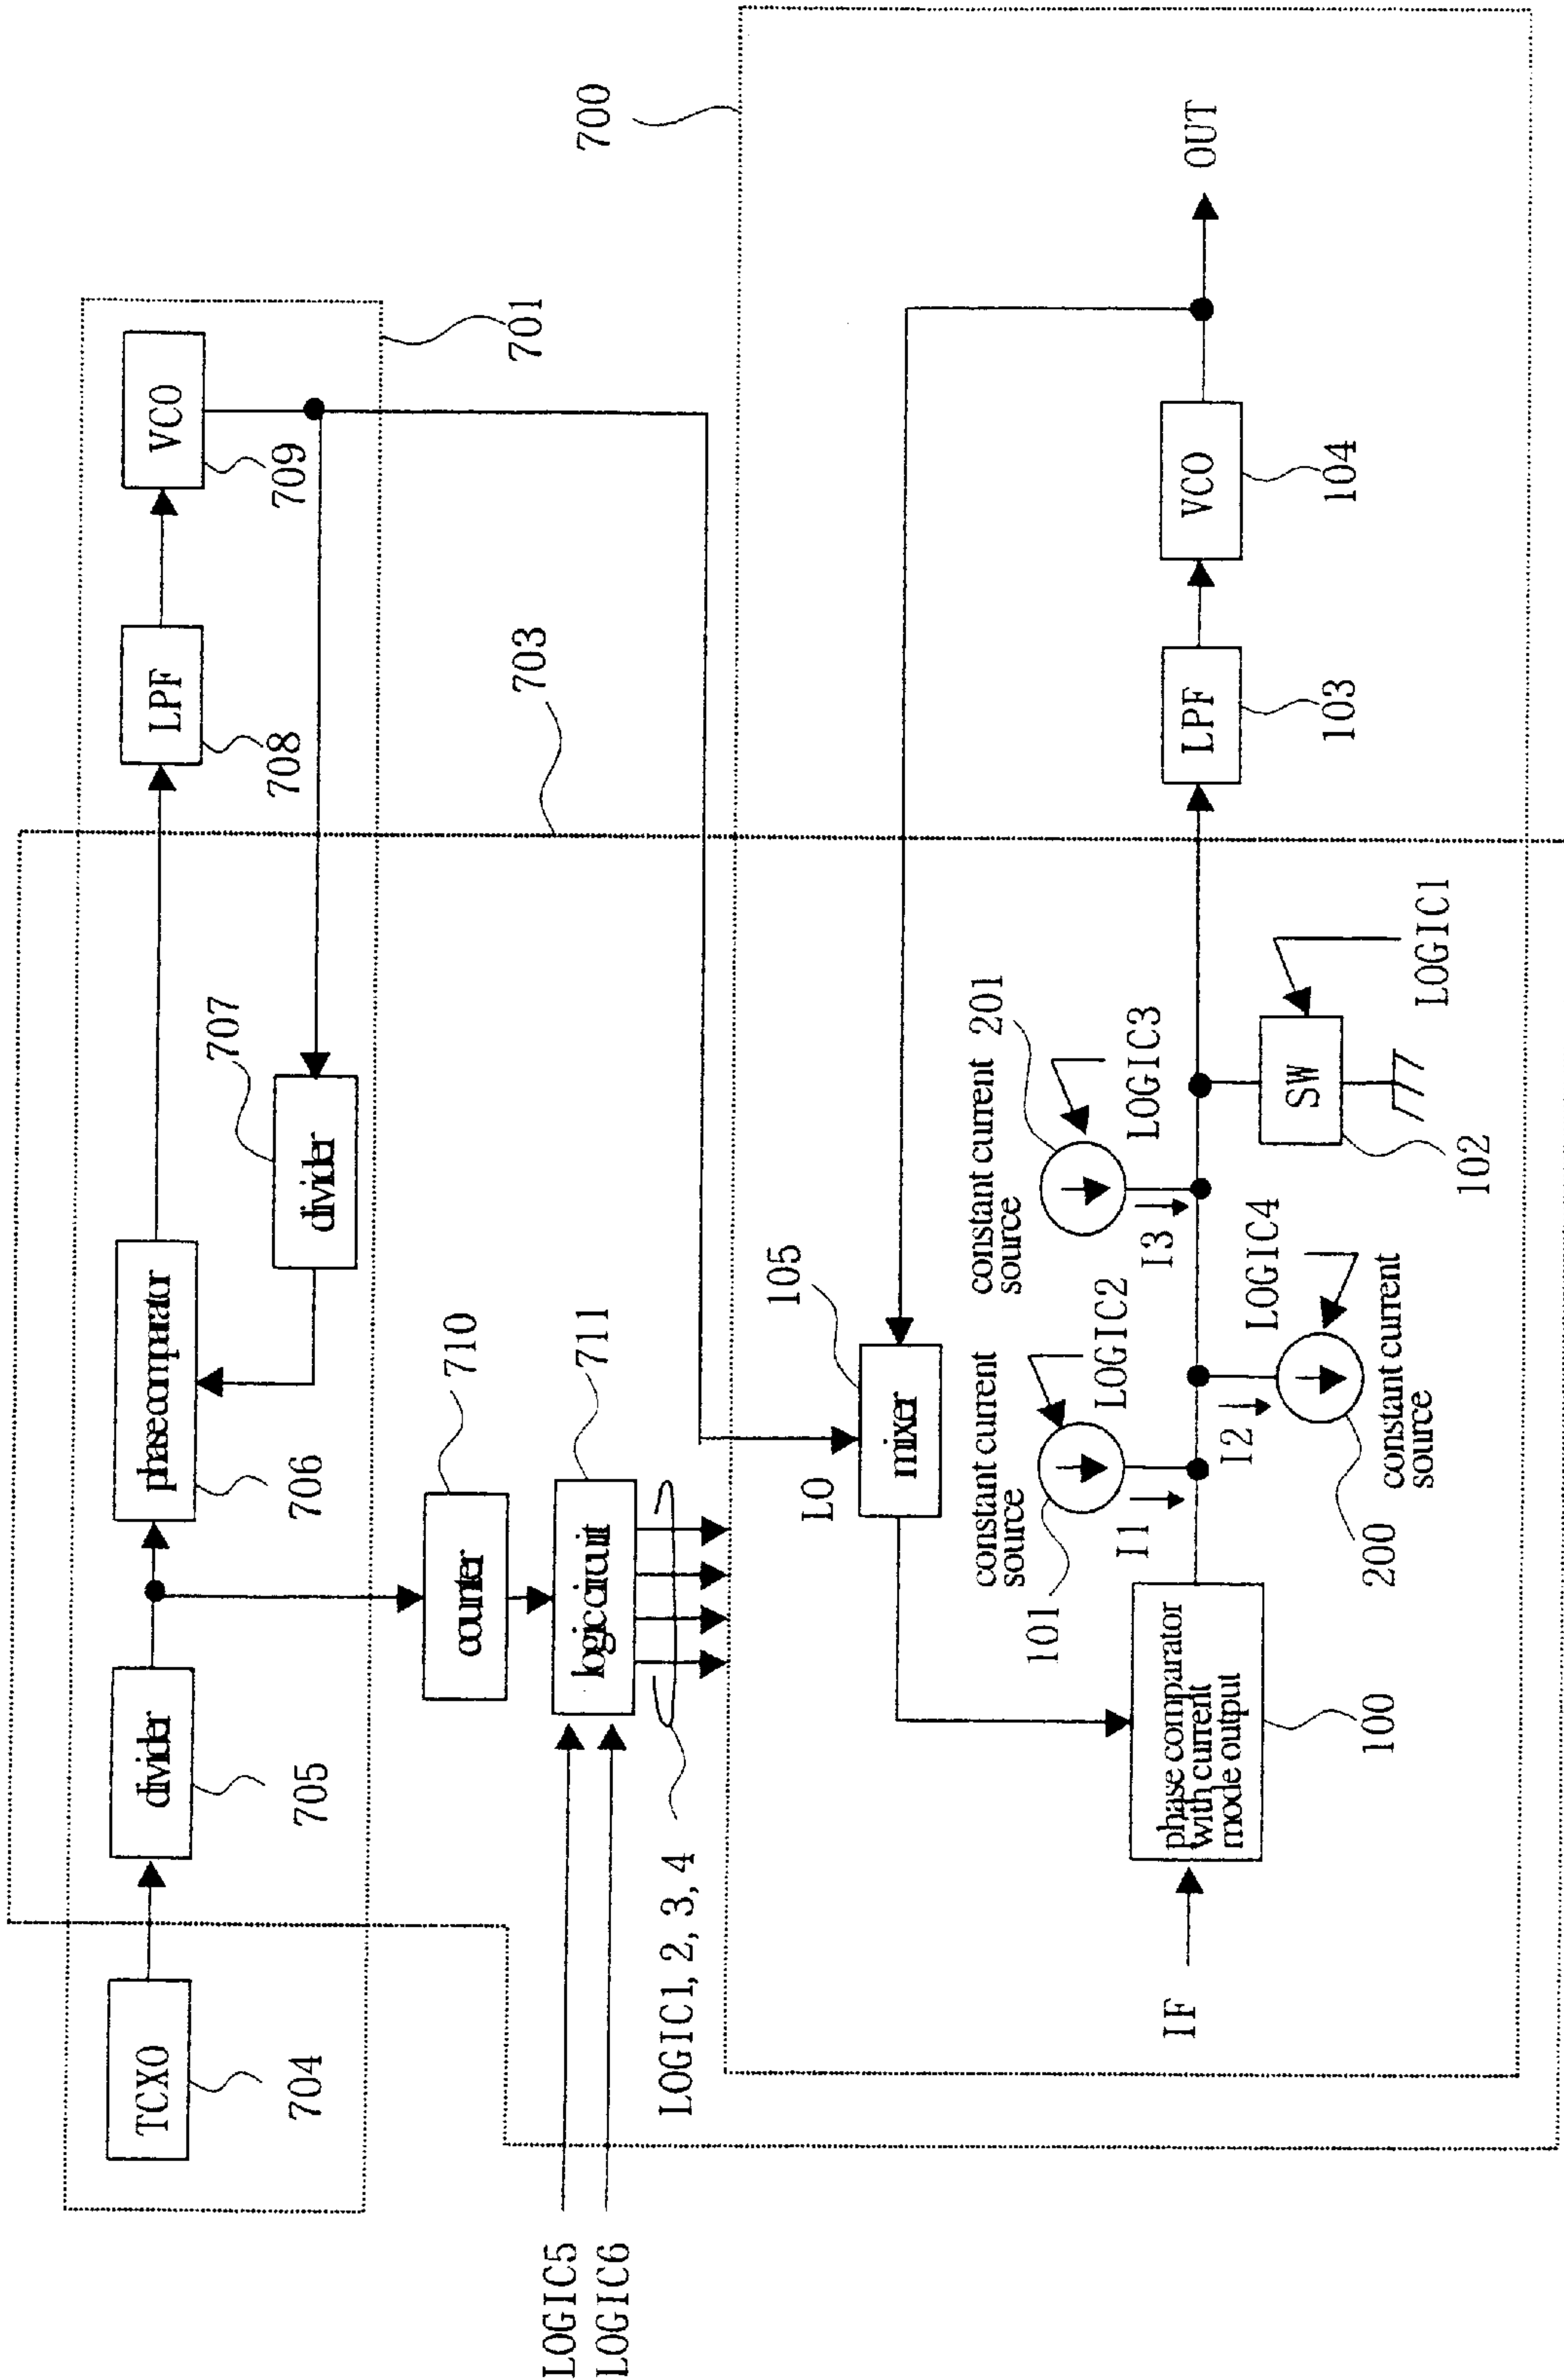 TCXO
704
divider
705
phase comparator
706
divider
707
LPF
708
VCO
709
701
703
700
counter
710
logic circuit
711
LOGIC5
LOGIC6
LOGIC1, 2, 3, 4
LO
mixer
105
IF
phase comparator
with current
mode output
100
constant current
source
101
I1
LOGIC2
constant current
source
200
I2
LOGIC4
constant current
source
201
I3
LOGIC3
SW
102
LOGIC1
LPF
103
VCO
104
OUT